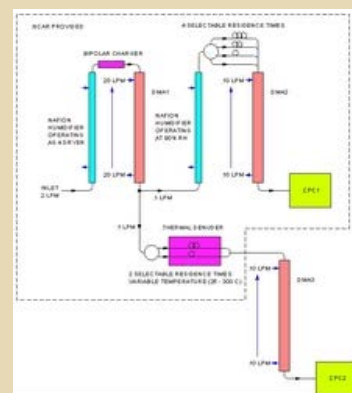 NCAR PROVIDED
4 SELECTABLE RESIDENCE TIMES
BIPOLAR CHARGER
20 LPM
DMA1
10 LPM
DMA2
NAFION
HUMIDIFIER
OPERATING
AS A DRYER
NAFION
HUMIDIFIER
OPERATING
AT 80% RH
INLET
2 LPM
20 LPM
1 LPM
10 LPM
CPC1
1 LPM
THERMAL DENUDER
2 SELECTABLE RESIDENCE TIMES
VARIABLE TEMPERATURE (25 - 300 C)
10 LPM
DMA3
10 LPM
CPC2